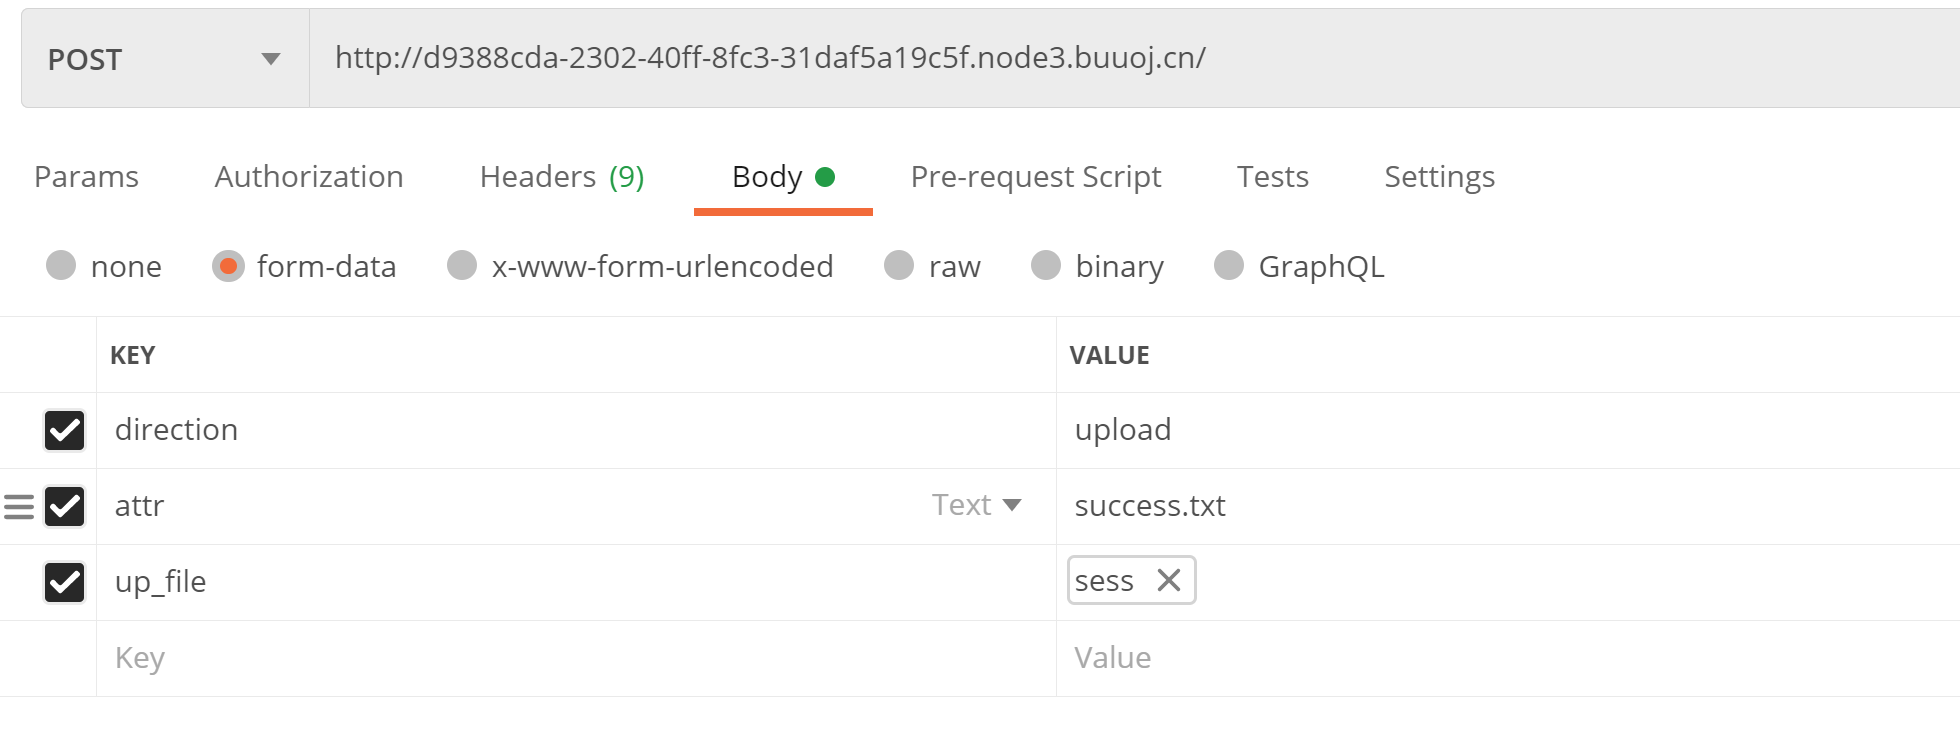 POST http://d9388cda-2302-40ff-8fc3-31daf5a19c5f.node3.buuoj.cn/
Params Authorization Headers (9) Body Pre-request Script Tests Settings
none form-data x-www-form-urlencoded raw binary GraphQL
KEY VALUE
direction upload
attr Text success.txt
up_file sess
Key Value